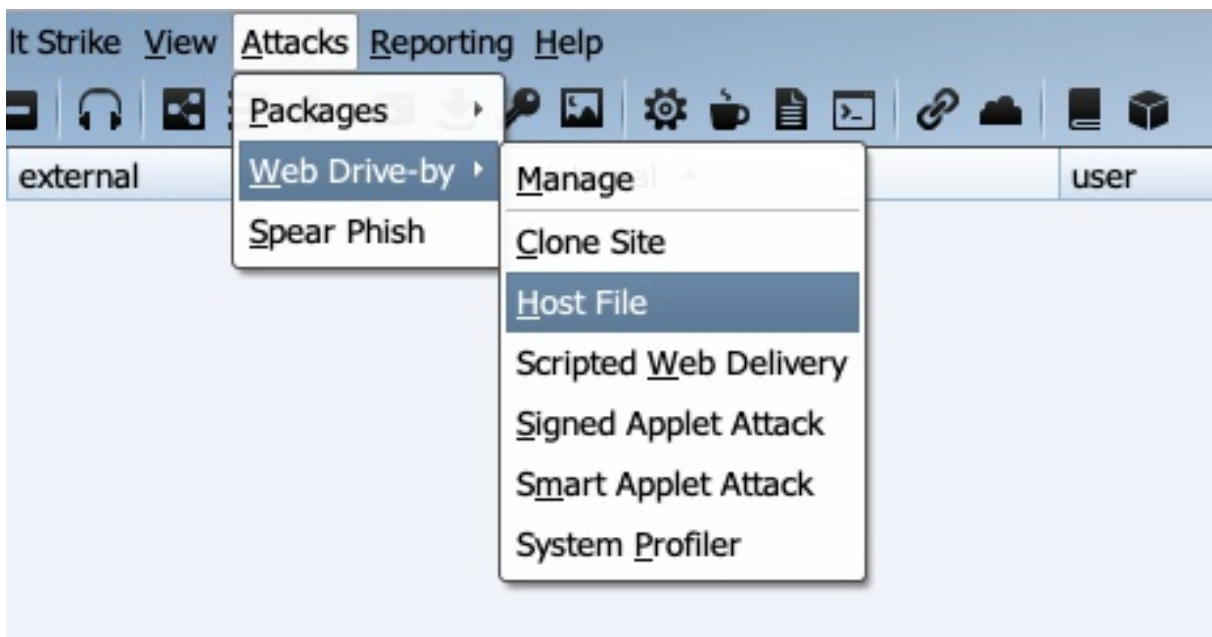 lt Strike View Attacks Reporting Help
Packages
external Web Drive-by user
Manage
Spear Phish
Clone Site
Host File
Scripted Web Delivery
Signed Applet Attack
Smart Applet Attack
System Profiler